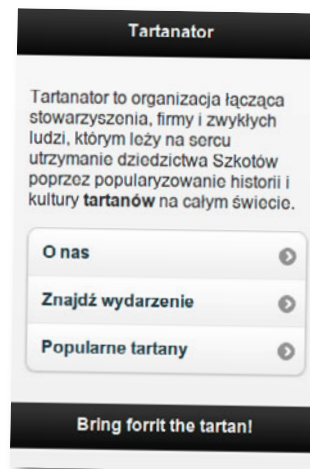 Tartanator
Tartanator to organizacja łącząca
stowarzyszenia, firmy i zwykłych
ludzi, którym leży na sercu
utrzymanie dziedzictwa Szkotów
poprzez popularyzowanie historii i
kultury tartanów na całym świecie.
O nas
Znajdź wydarzenie
Popularne tartany
Bring forrit the tartan!